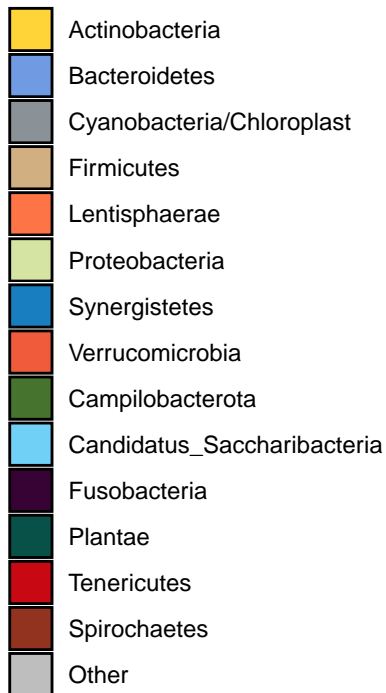 Actinobacteria
Bacteroidetes
Cyanobacteria/Chloroplast
Firmicutes
Lentisphaerae
Proteobacteria
Synergistetes
Verrucomicrobia
Campilobacterota
Candidatus_Saccharibacteria
Fusobacteria
Plantae
Tenericutes
Spirochaetes
Other